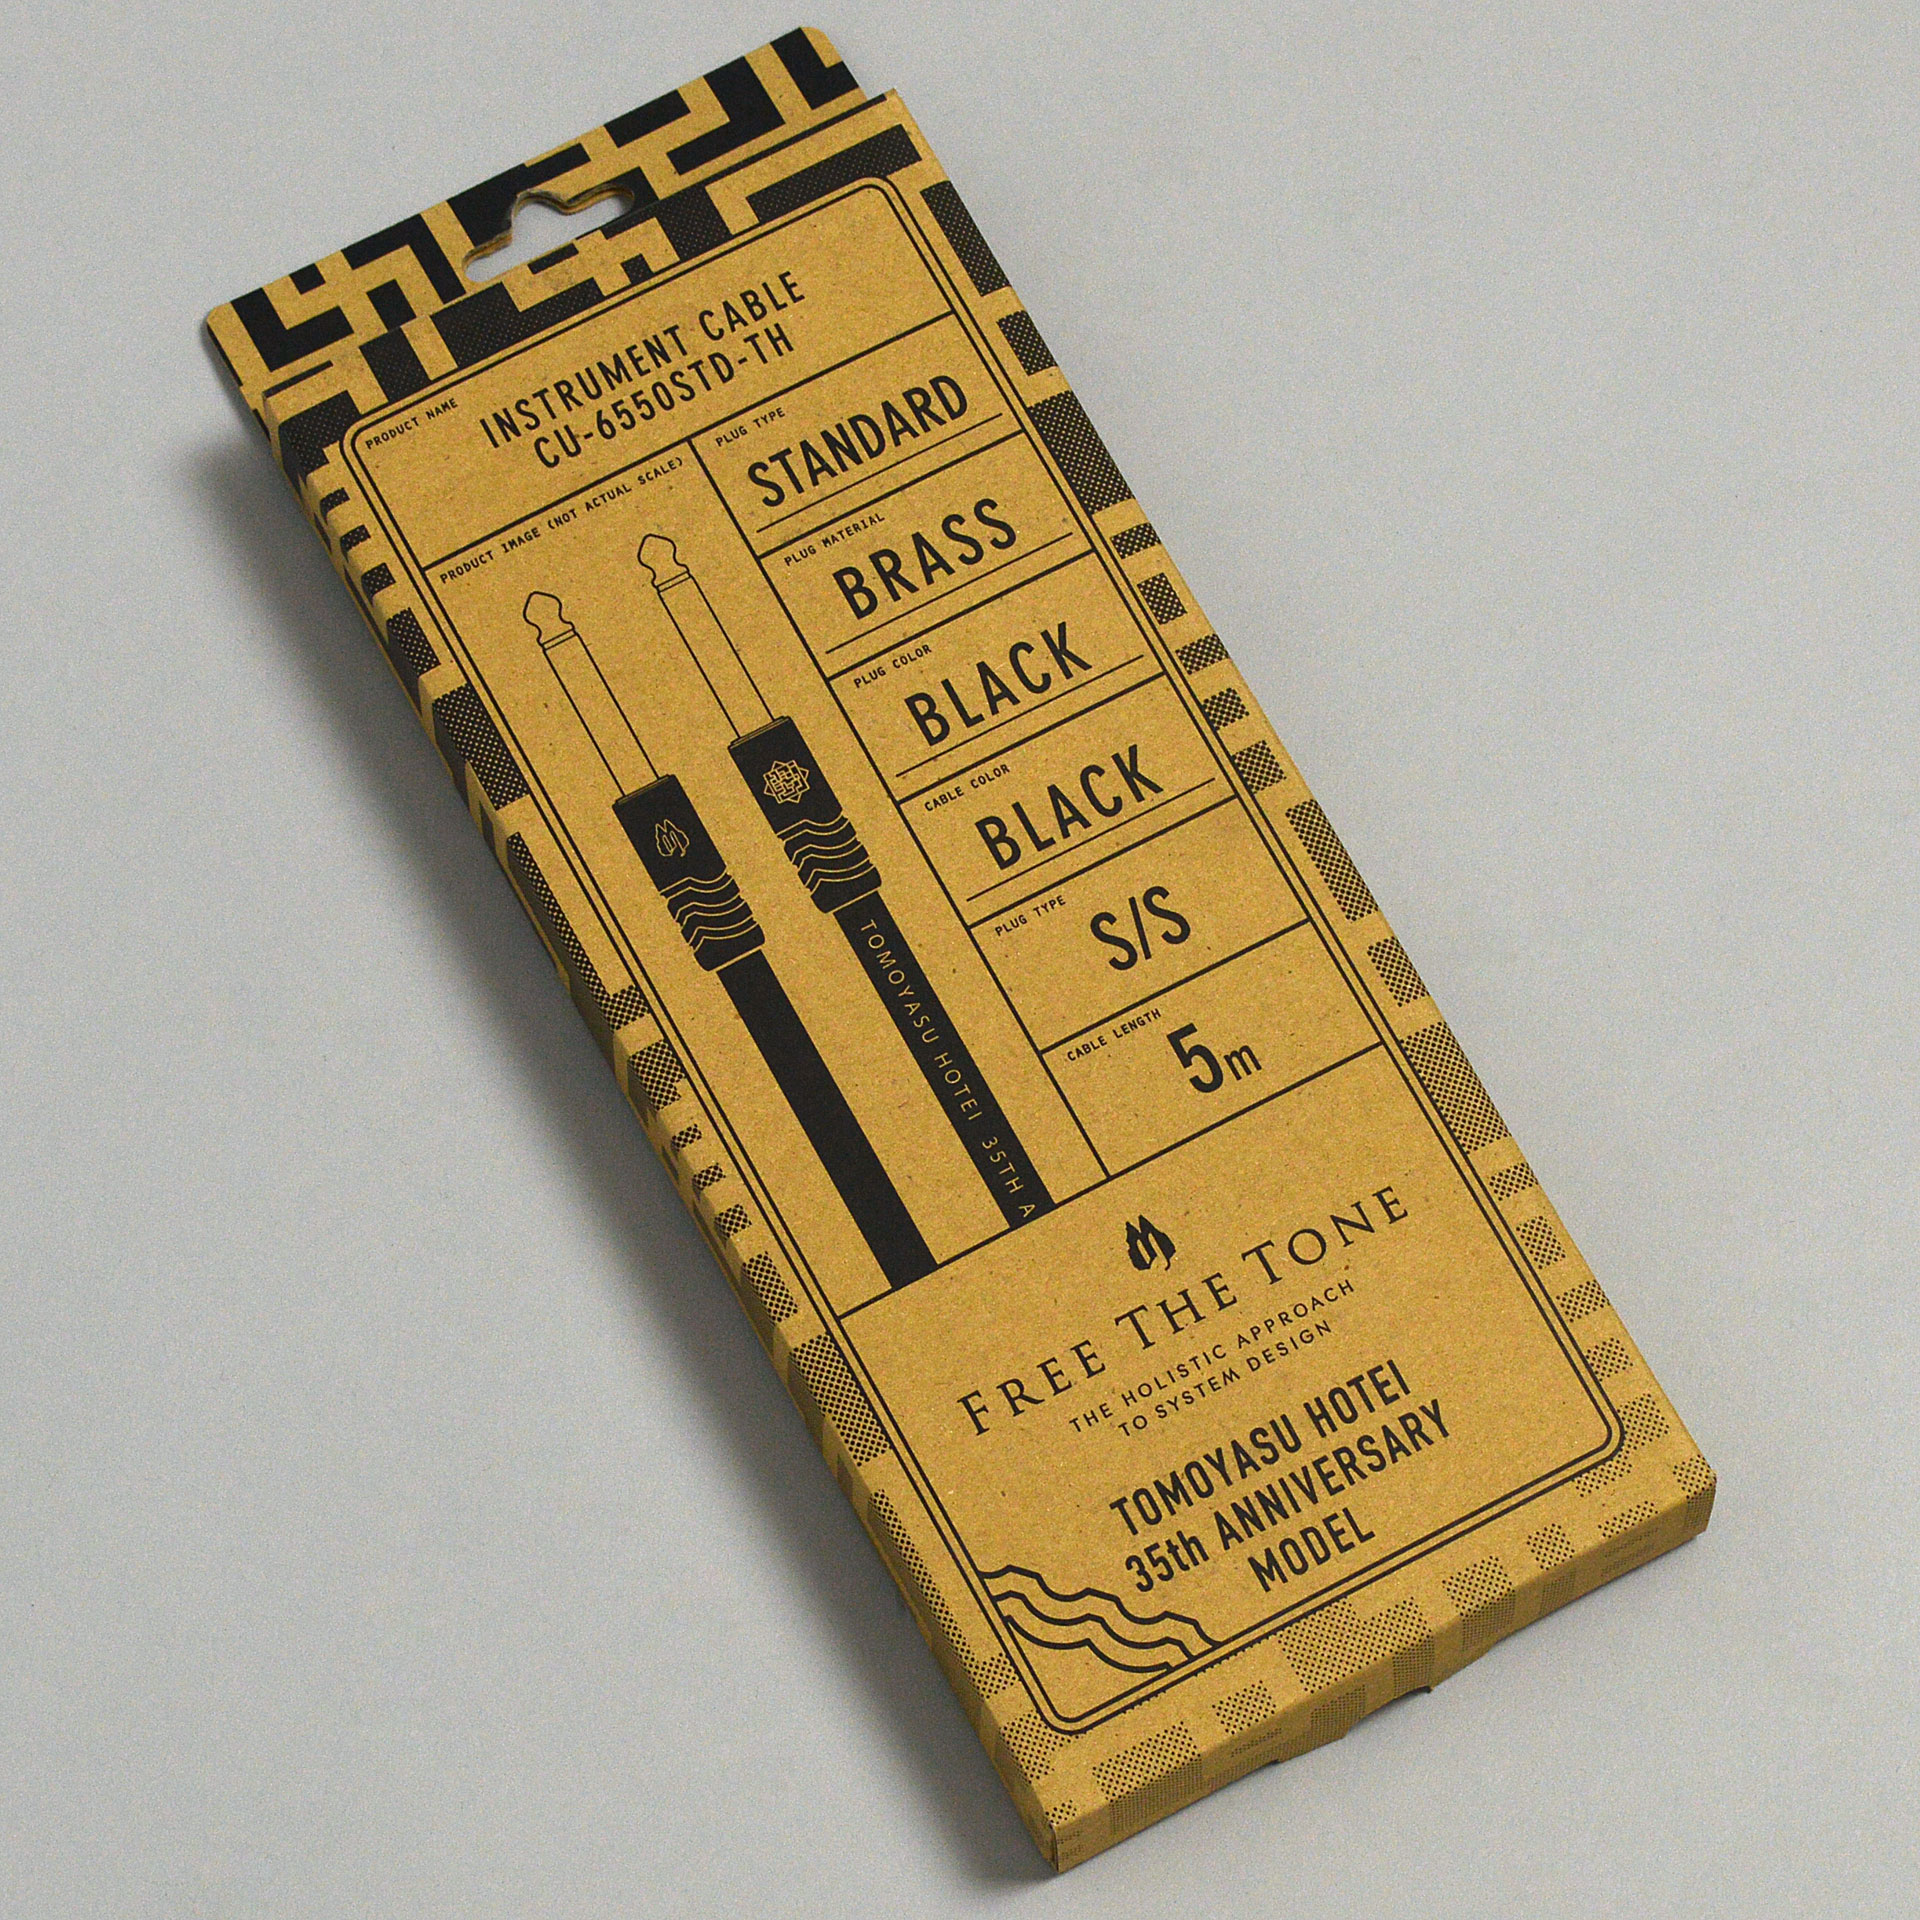 PRODUCT NAME
INSTRUMENT CABLE
CU-6550STD-TH
PRODUCT IMAGE (NOT ACTUAL SCALE)
TOMOYASU HOTEI 35TH A
PLUG TYPE
STANDARD
PLUG MATERIAL
BRASS
PLUG COLOR
BLACK
CABLE COLOR
BLACK
PLUG TYPE
S/S
CABLE LENGTH
5m
FREE THE TONE
THE HOLISTIC APPROACH
TO SYSTEM DESIGN
TOMOYASU HOTEI
35th ANNIVERSARY
MODEL